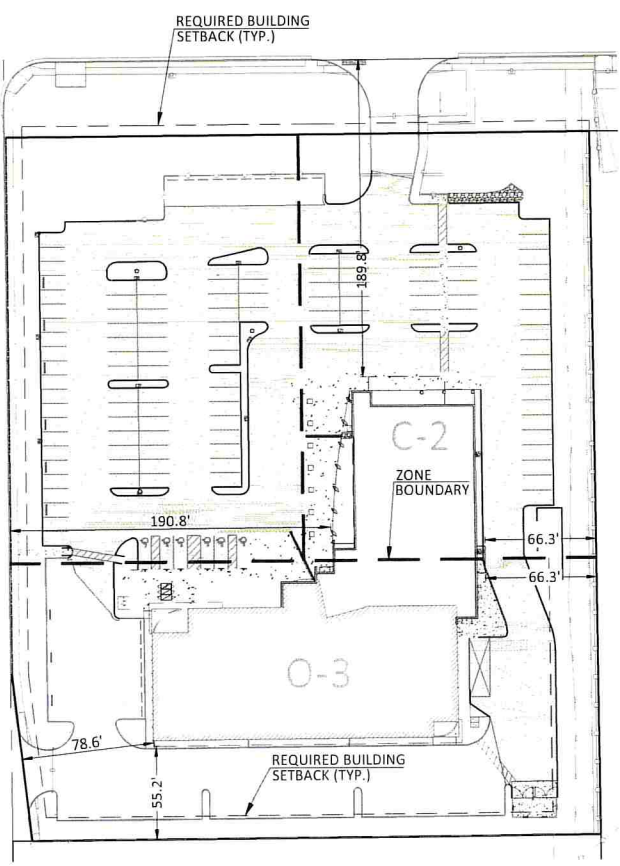 REQUIRED BUILDING
SETBACK (TYP.)
189.8'
C-2
ZONE
BOUNDARY
190.8'
66.3'
66.3'
O-3
78.6'
55.2'
REQUIRED BUILDING
SETBACK (TYP.)